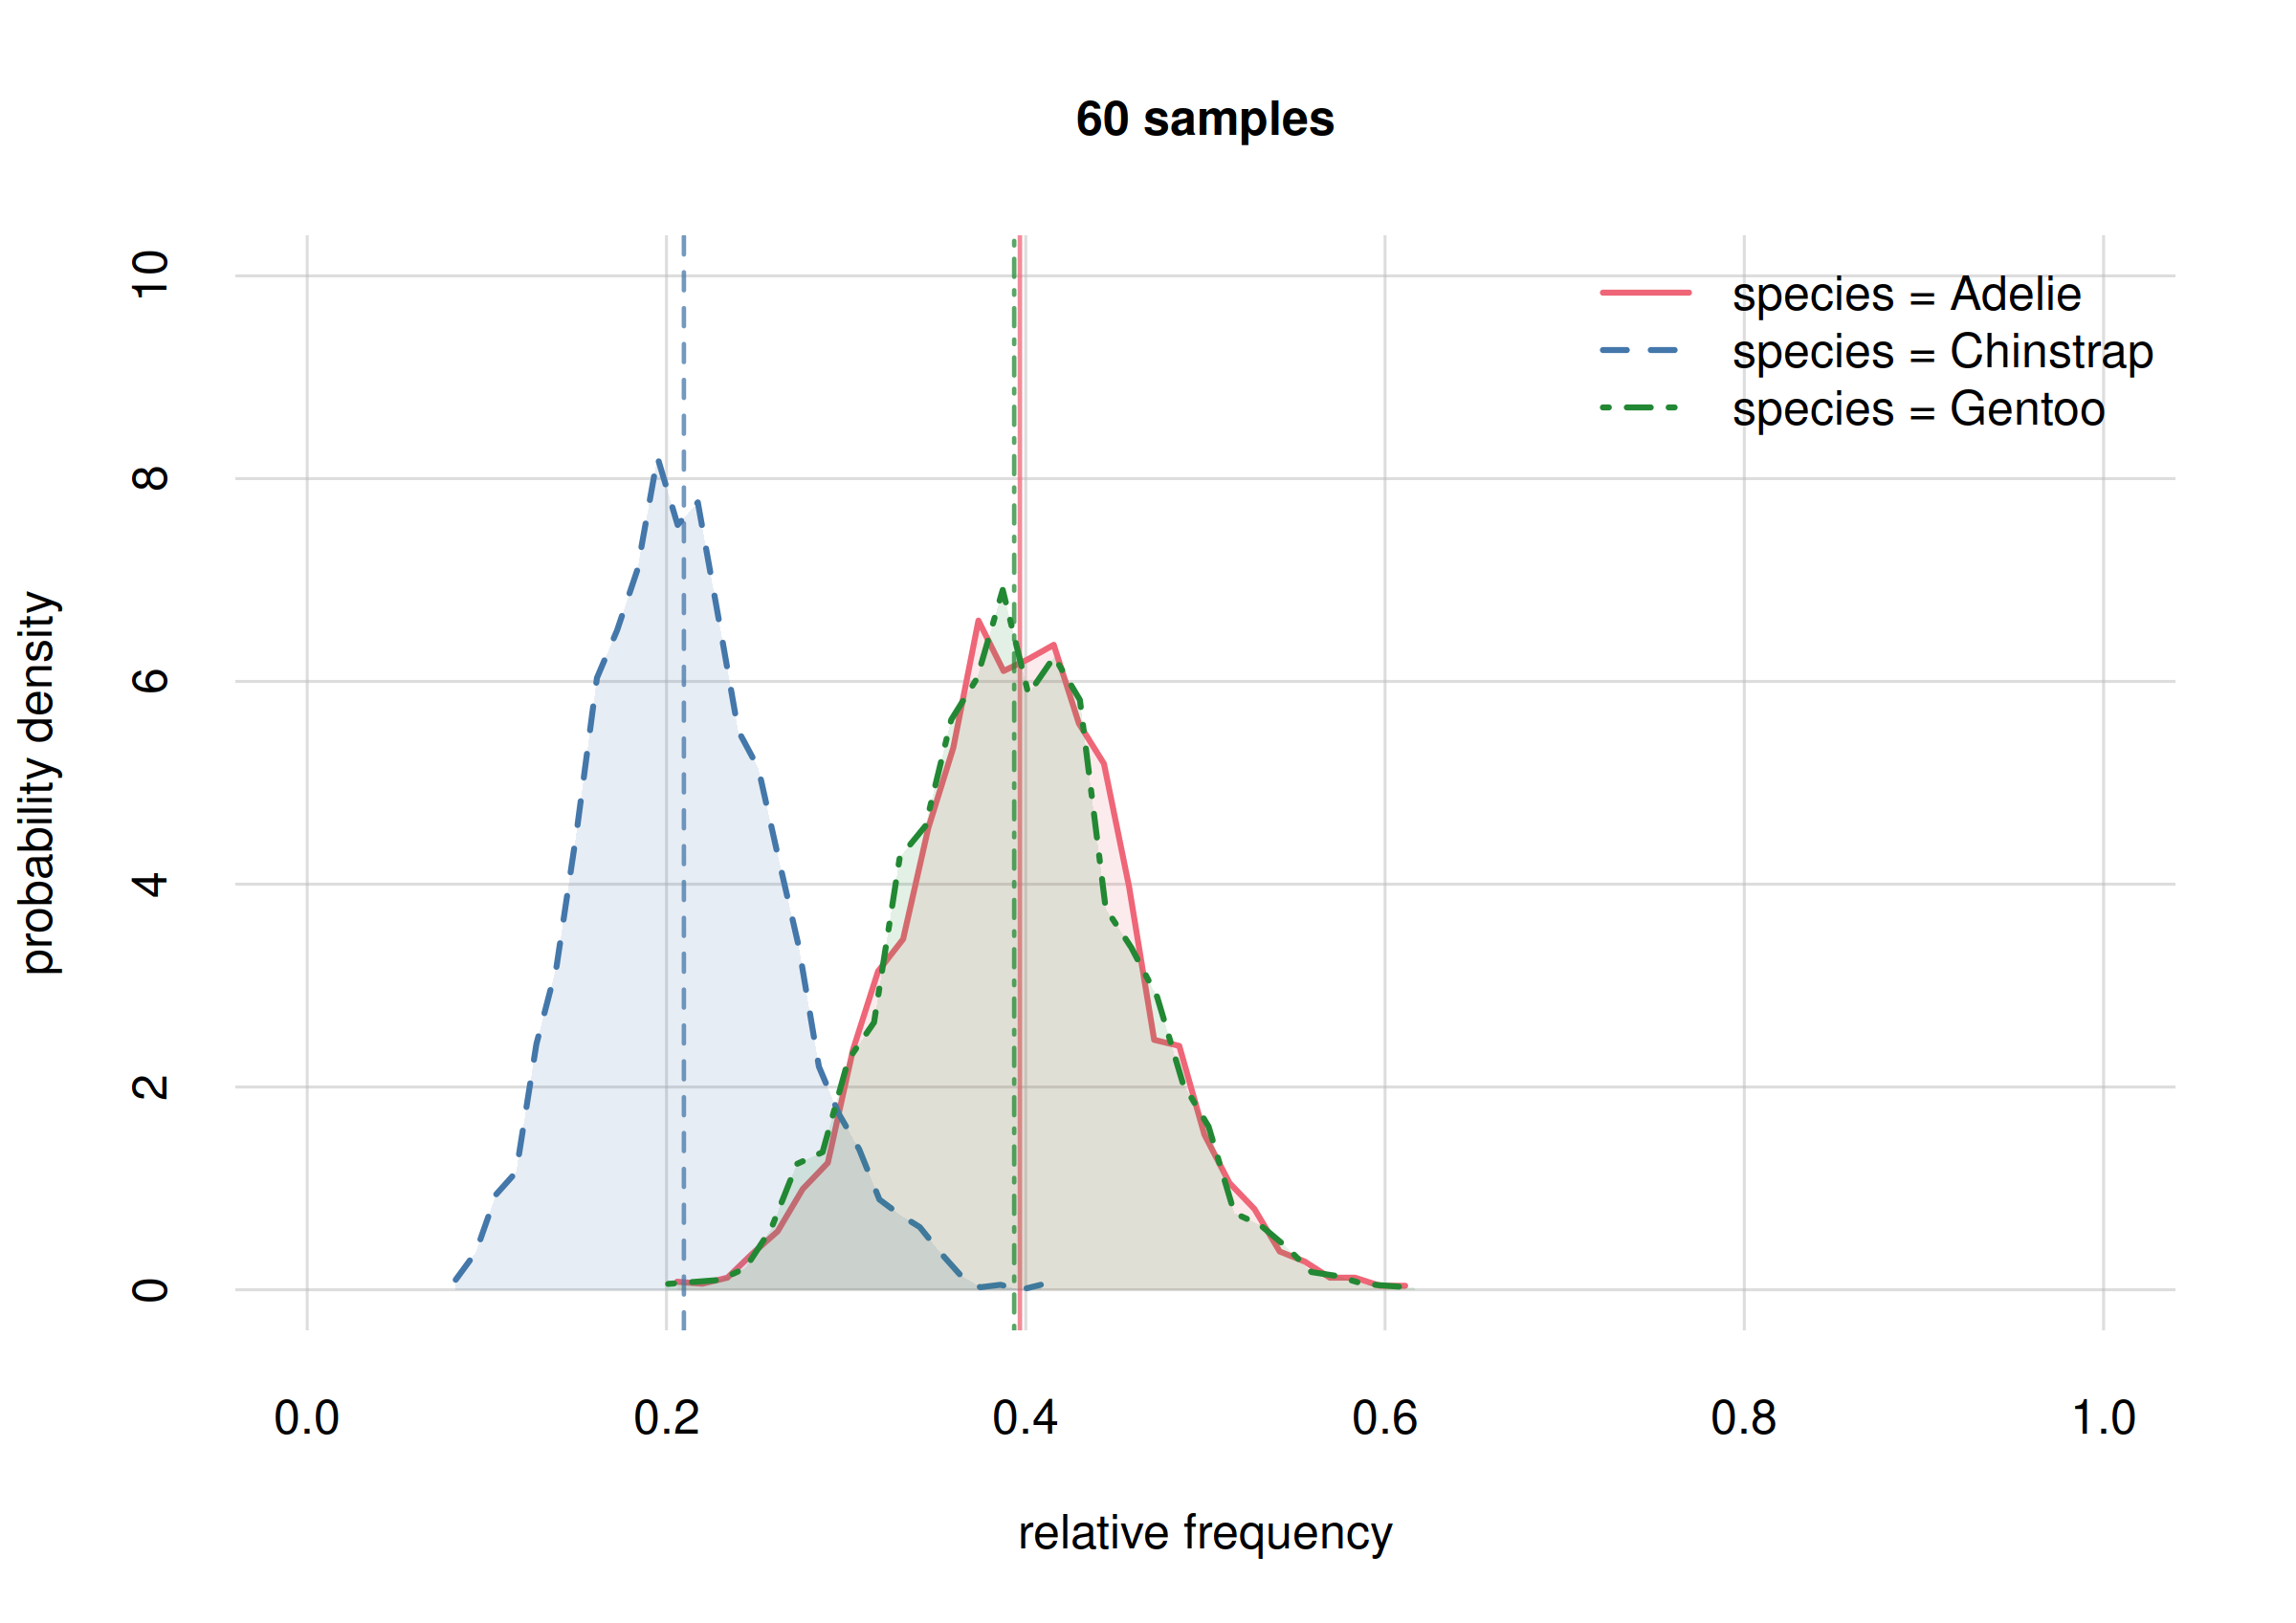 60 samples
10
8
6
4
2
0
probability density
species = Adelie
species = Chinstrap
species = Gentoo
0.0 0.2 0.4 0.6 0.8 1.0
relative frequency